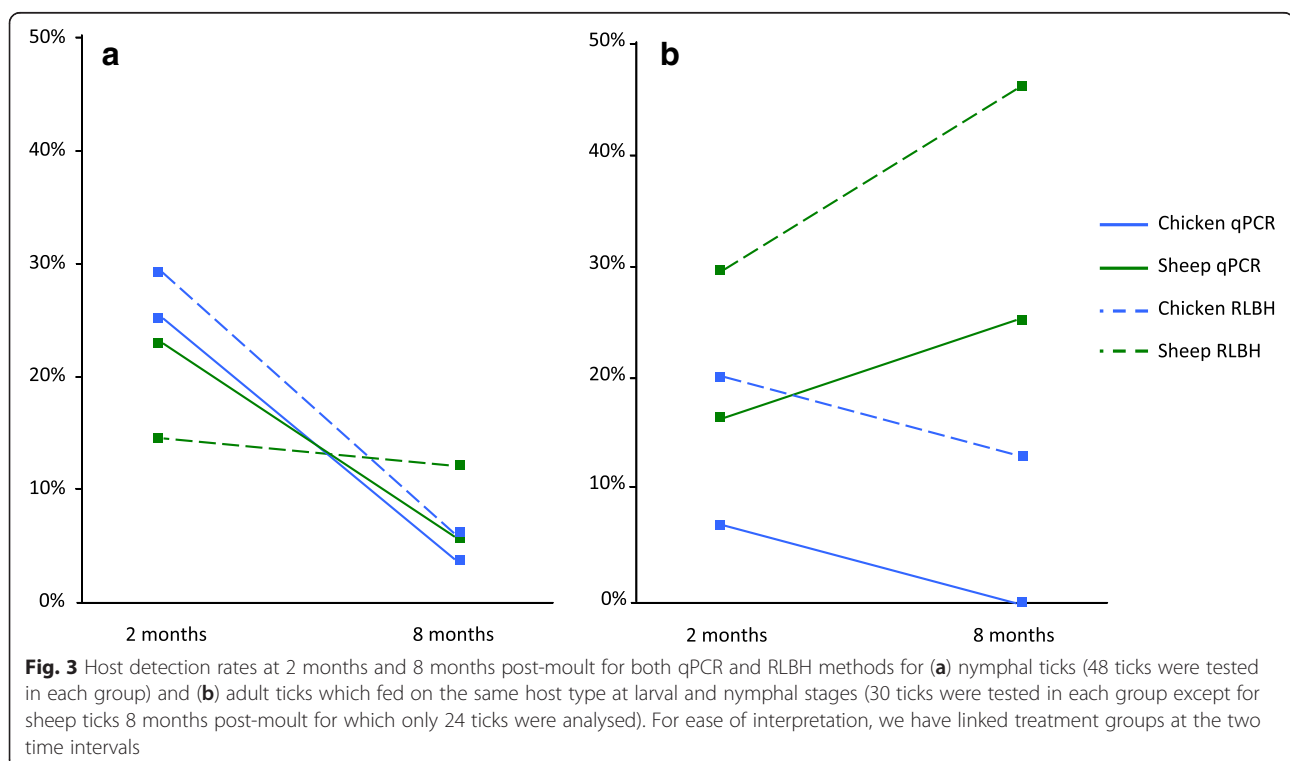 a
50%
40%
30%
20%
10%
0%
2 months 8 months
b
50%
40%
30%
20%
10%
0%
2 months 8 months
Chicken qPCR
Sheep qPCR
Chicken RLBH
Sheep RLBH
Fig. 3 Host detection rates at 2 months and 8 months post-moult for both qPCR and RLBH methods for (a) nymphal ticks (48 ticks were tested
in each group) and (b) adult ticks which fed on the same host type at larval and nymphal stages (30 ticks were tested in each group except for
sheep ticks 8 months post-moult for which only 24 ticks were analysed). For ease of interpretation, we have linked treatment groups at the two
time intervals